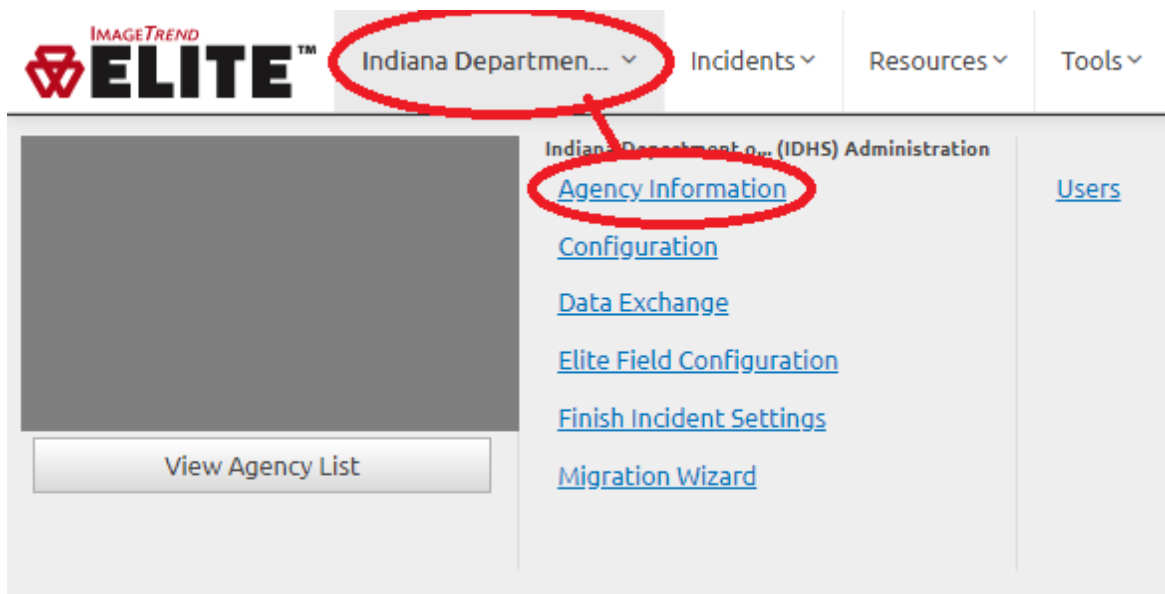 IMAGETREND
ELITE™
Indiana Departmen...
Incidents
Resources
Tools
Indiana Department o... (IDHS) Administration
Agency Information
Users
Configuration
Data Exchange
Elite Field Configuration
Finish Incident Settings
View Agency List
Migration Wizard